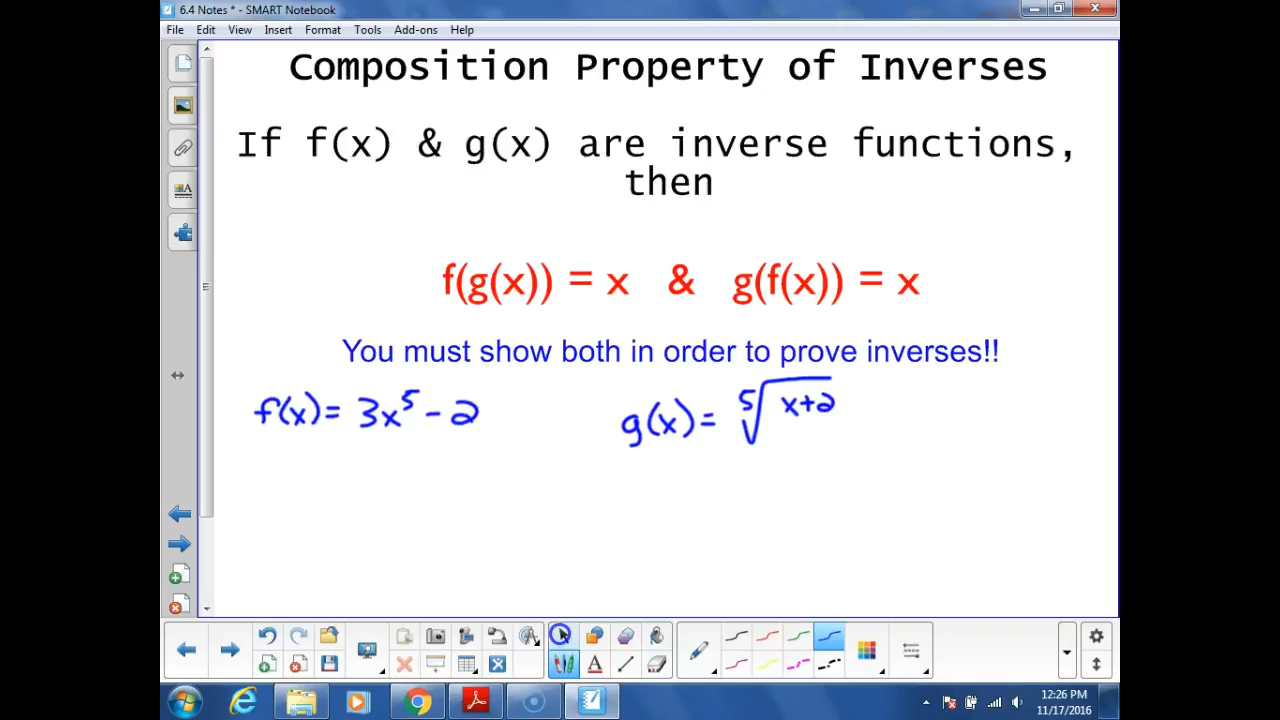 6.4 Notes * - SMART Notebook
File Edit View Insert Format Tools Add-ons Help
Composition Property of Inverses
If f(x) & g(x) are inverse functions,
then
f(g(x)) = x & g(f(x)) = x
You must show both in order to prove inverses!!
f(x) = 3x⁵ - 2
g(x) = ⁵√x+2
12:26 PM
11/17/2016